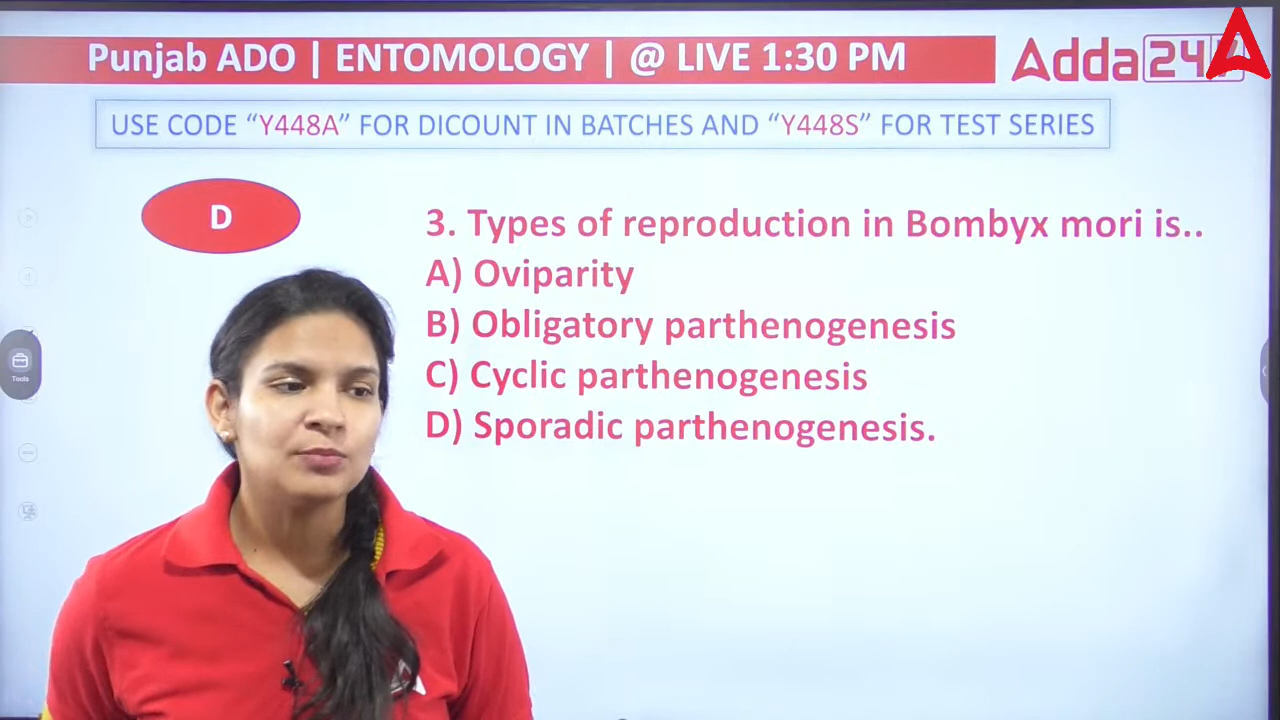 Punjab ADO | ENTOMOLOGY | @ LIVE 1:30 PM
Adda247
USE CODE “Y448A” FOR DICOUNT IN BATCHES AND “Y448S” FOR TEST SERIES
D
3. Types of reproduction in Bombyx mori is..
A) Oviparity
B) Obligatory parthenogenesis
C) Cyclic parthenogenesis
D) Sporadic parthenogenesis.
Tools